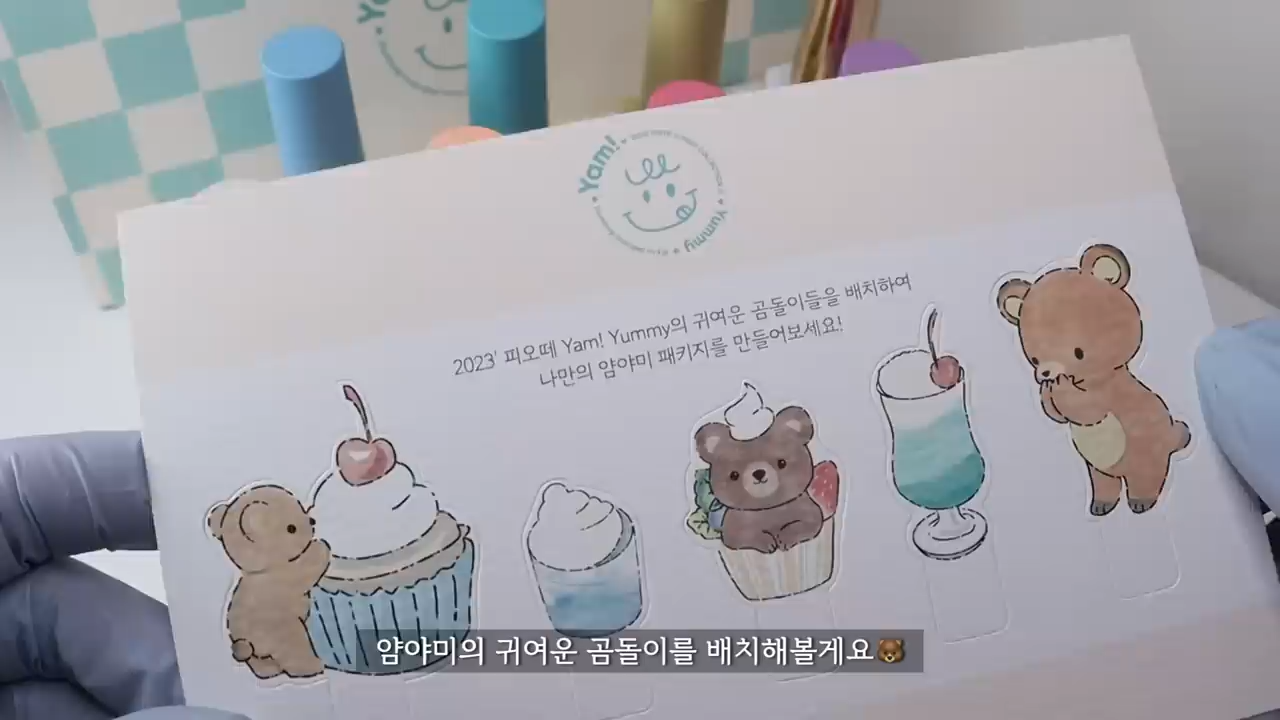 Yam!
Yummy
2023' 피오떼 Yam! Yummy의 귀여운 곰돌이들을 배치하여
나만의 얌야미 패키지를 만들어보세요!
얌야미의 귀여운 곰돌이를 배치해볼게요🐻